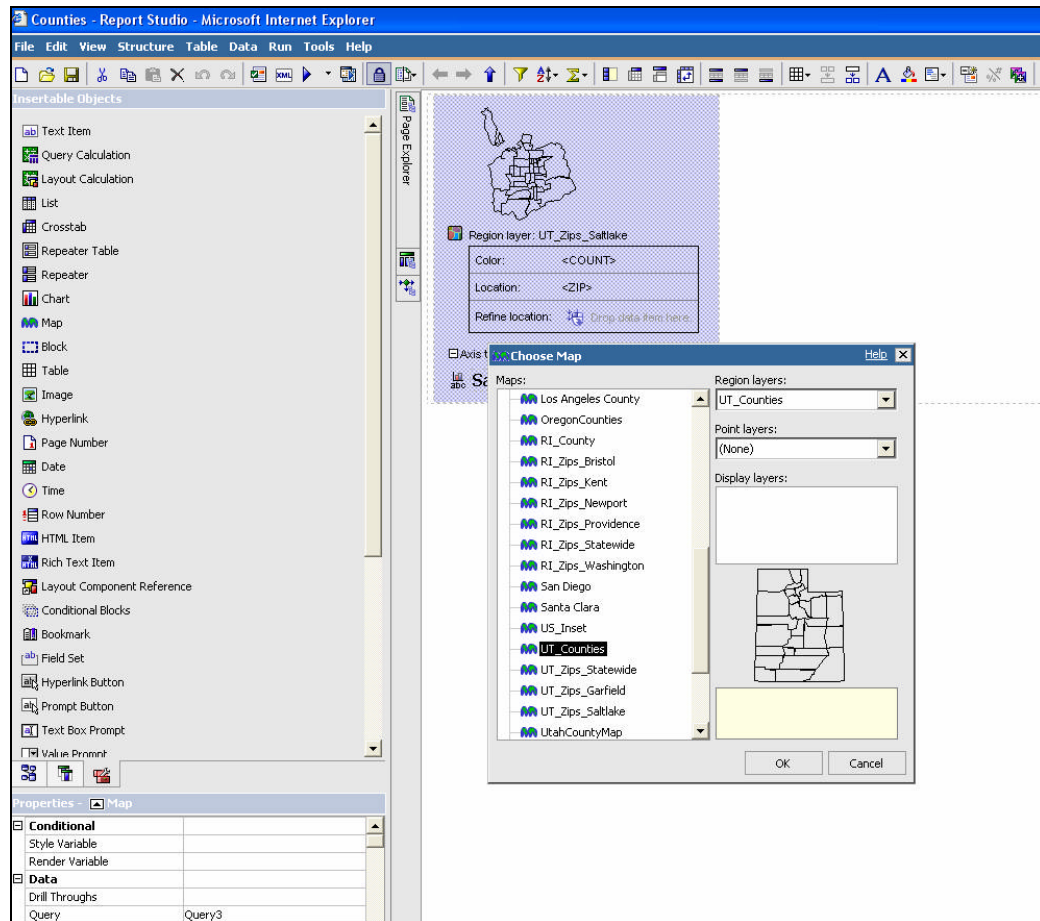 Counties - Report Studio - Microsoft Internet Explorer
File Edit View Structure Table Data Run Tools Help
Insertable Objects
Text Item
Query Calculation
Layout Calculation
List
Crosstab
Repeater Table
Repeater
Chart
Map
Block
Table
Image
Hyperlink
Page Number
Date
Time
Row Number
HTML Item
Rich Text Item
Layout Component Reference
Conditional Blocks
Bookmark
Field Set
Hyperlink Button
Prompt Button
Text Box Prompt
Value Prompt
Properties - Map
Conditional
Style Variable
Render Variable
Data
Drill Throughs
Query Query3
Page Explorer
Region layer: UT_Zips_Saltlake
Color: <COUNT>
Location: <ZIP>
Refine location: Drop data item here
Axis t
abc Sa
Choose Map Help
Maps:
Los Angeles County
OregonCounties
RI_County
RI_Zips_Bristol
RI_Zips_Kent
RI_Zips_Newport
RI_Zips_Providence
RI_Zips_Statewide
RI_Zips_Washington
San Diego
Santa Clara
US_Inset
UT_Counties
UT_Zips_Statewide
UT_Zips_Garfield
UT_Zips_Saltlake
UtahCountyMap
Region layers:
UT_Counties
Point layers:
(None)
Display layers:
OK Cancel